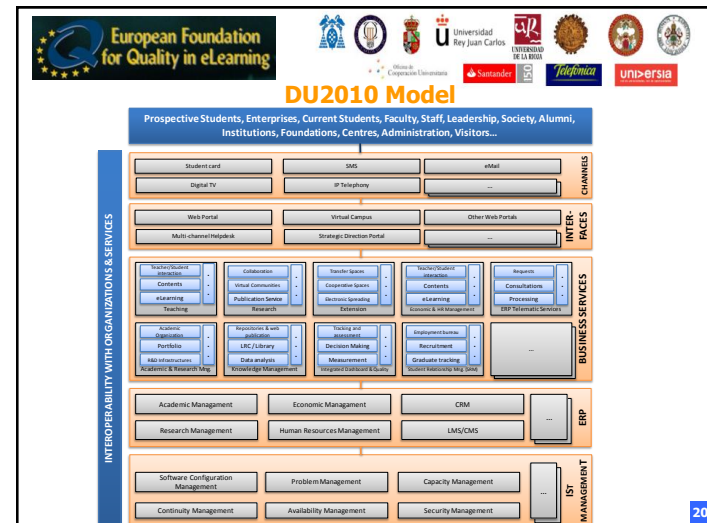 European Foundation
for Quality in eLearning
Universidad
Rey Juan Carlos
UNIVERSIDAD
DE LA RIOJA
Oficina de
Cooperación Universitaria
Santander
ISO
Telefónica
UNI>ERSIA
DU2010 Model
Prospective Students, Enterprises, Current Students, Faculty, Staff, Leadership, Society, Alumni,
Institutions, Foundations, Centres, Administration, Visitors...
INTEROPERABILITY WITH ORGANIZATIONS & SERVICES
Student card
SMS
eMail
Digital TV
IP Telephony
...
CHANNELS
Web Portal
Virtual Campus
Other Web Portals
Multi-channel Helpdesk
Strategic Direction Portal
...
INTER-
FACES
Teacher/Student
interaction
Contents
eLearning
Teaching
Collaboration
Virtual Communities
Publication Service
Research
Transfer Spaces
Cooperative Spaces
Electronic Spreading
Extension
Teacher/Student
interaction
Contents
eLearning
Economic & HR Management
Requests
Consultations
Processing
ERP Telematic Services
Academic
Organization
Portfolio
R&D Infrastructures
Academic & Research Mng.
Repositories & web
publication
LRC / Library
Data analysis
Knowledge Management
Tracking and
assessment
Decision Making
Measurement
Integrated Dashboard & Quality
Employment bureau
Recruitment
Graduate tracking
Student Relationship Mng. (SRM)
...
BUSINESS SERVICES
Academic Managament
Economic Managament
CRM
Research Management
Human Resources Management
LMS/CMS
...
ERP
Software Configuration
Management
Problem Management
Capacity Management
Continuity Management
Availability Management
Security Management
...
IST
MANAGEMENT
20